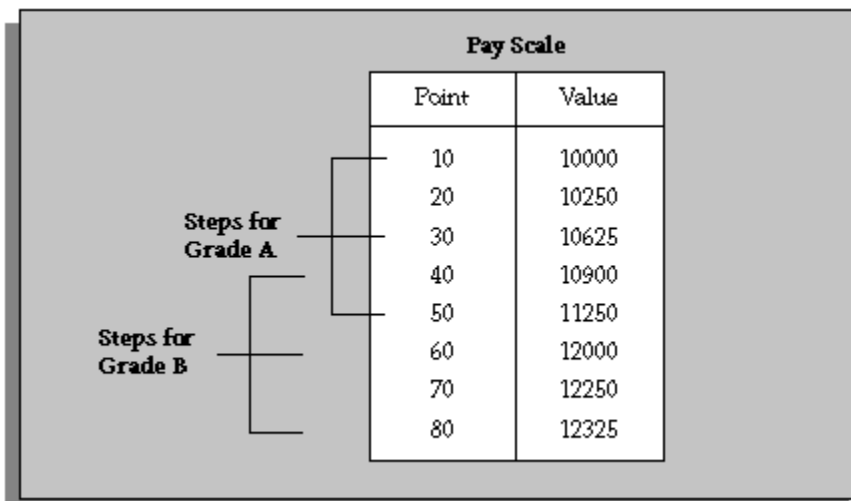 Pay Scale
Point Value
10 10000
20 10250
30 10625
40 10900
50 11250
60 12000
70 12250
80 12325
Steps for
Grade A
Steps for
Grade B